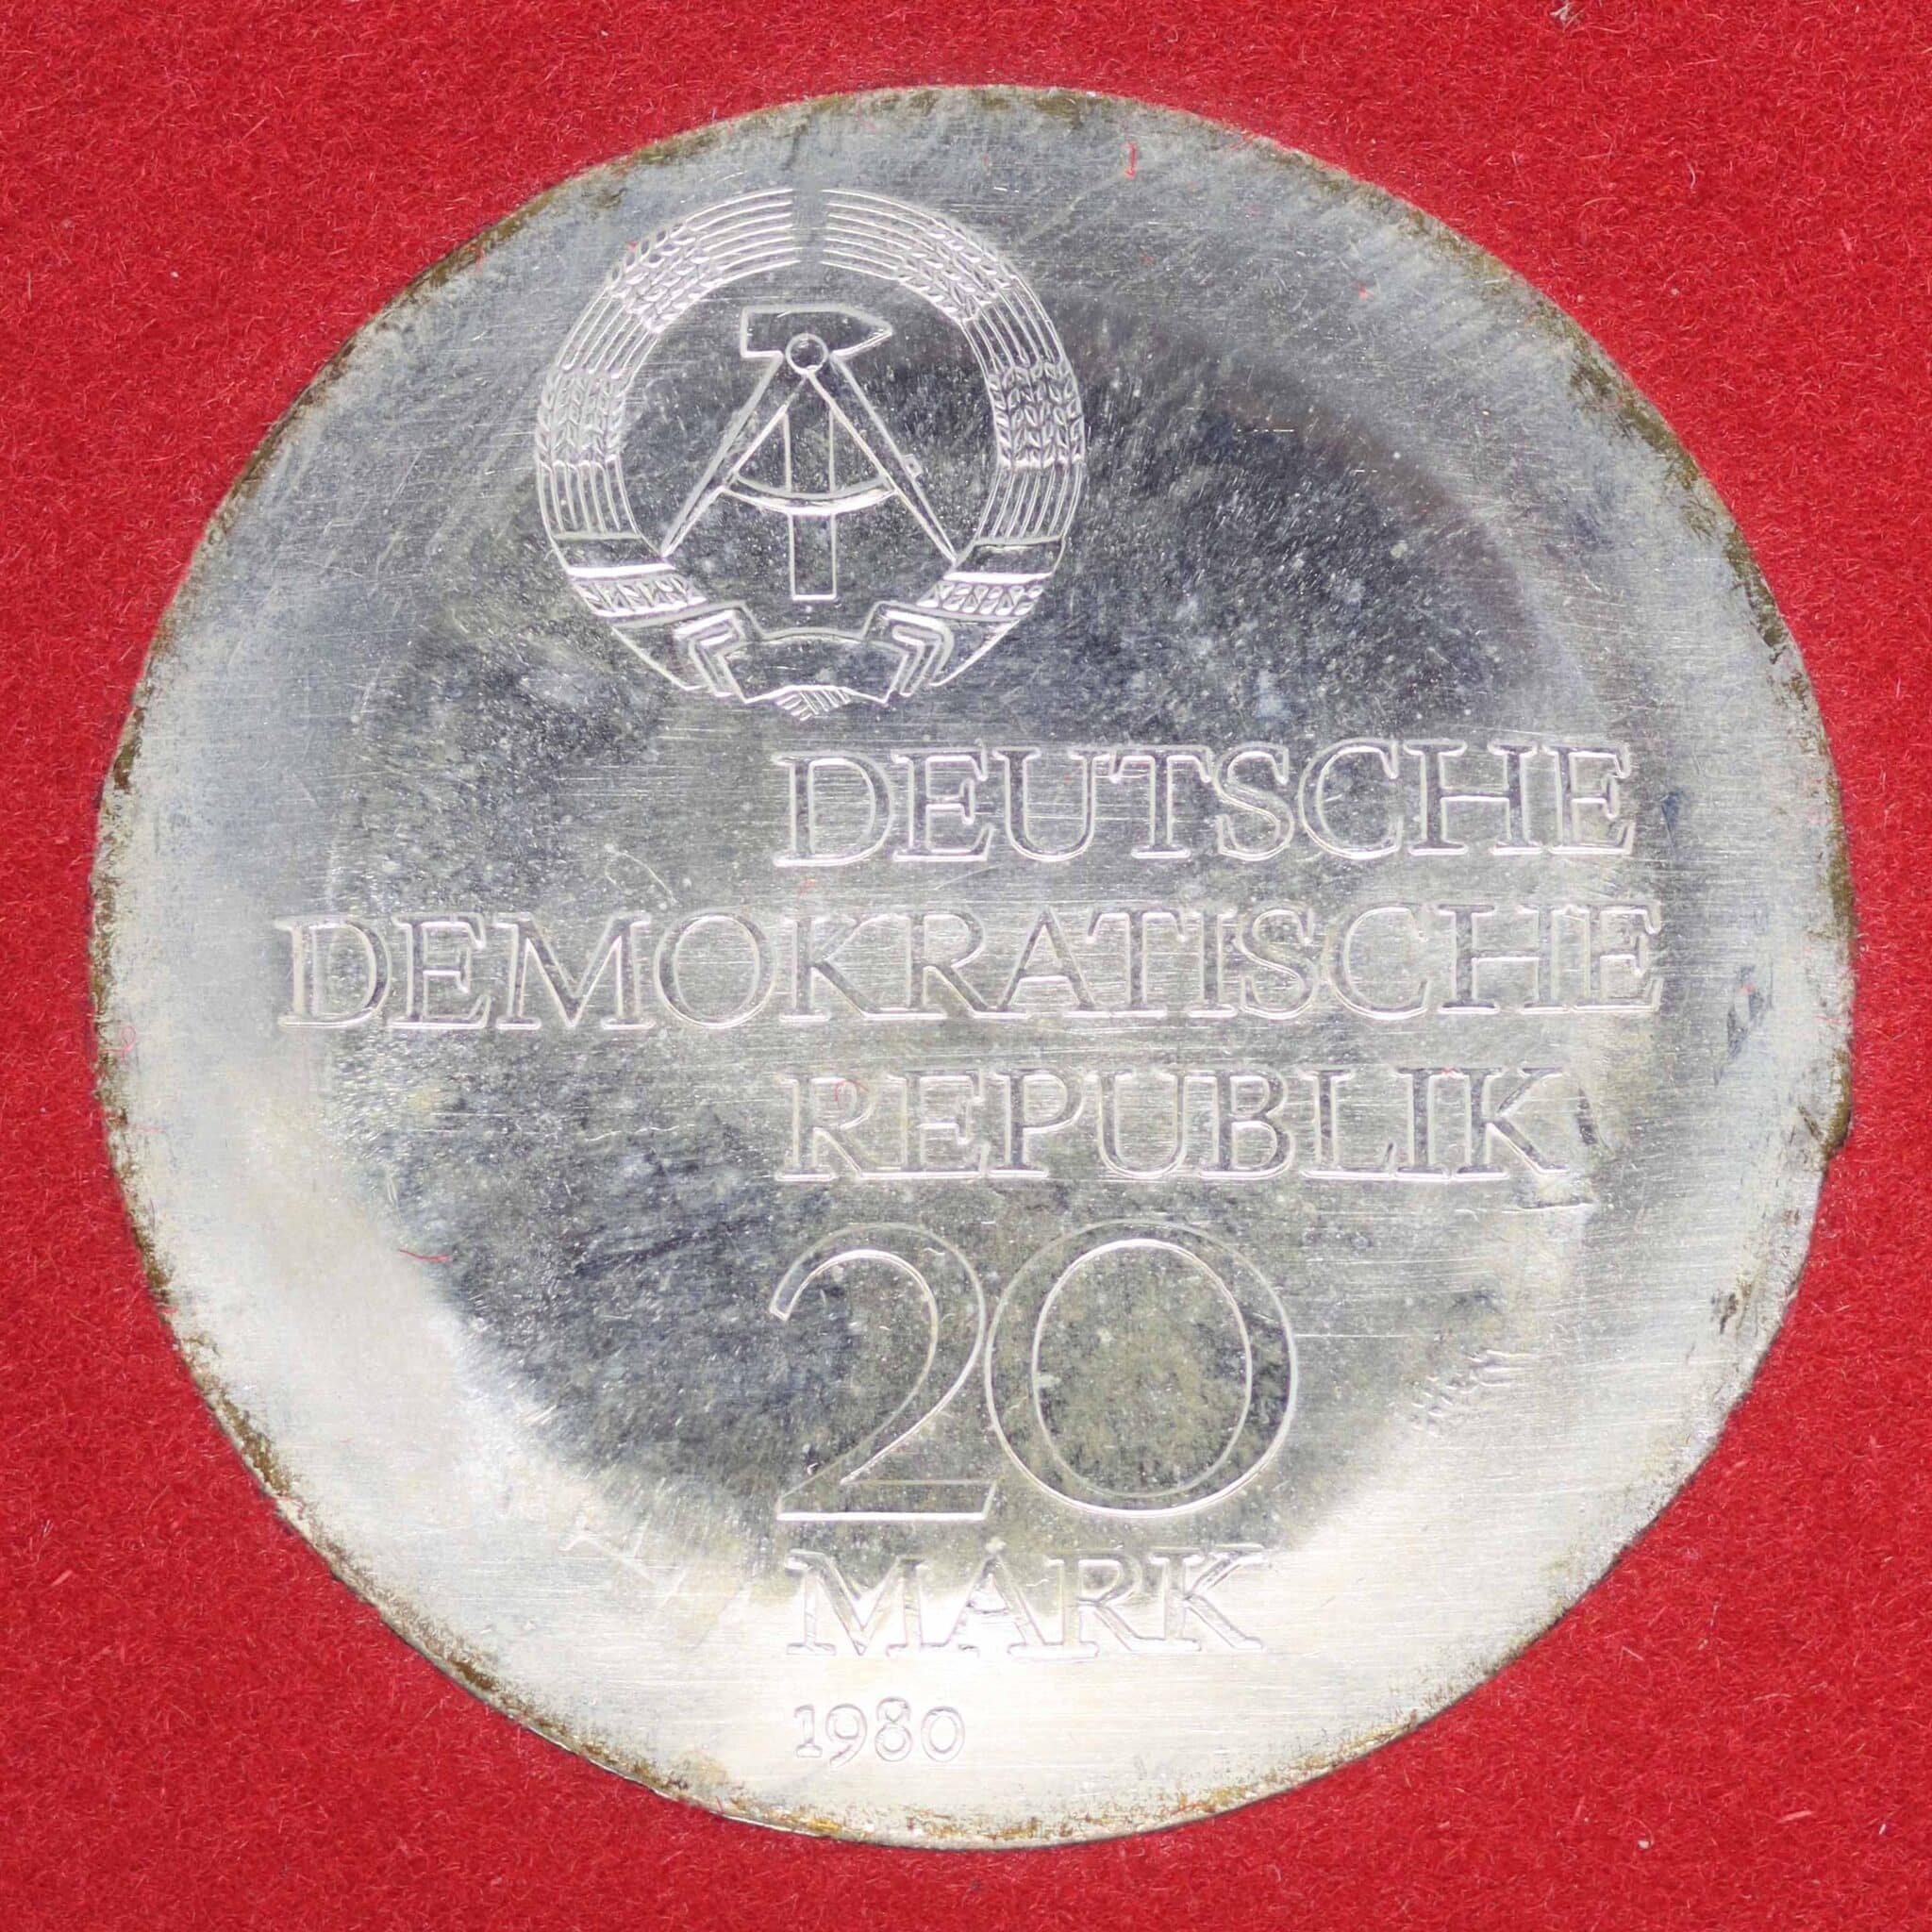 DEUTSCHE
DEMOKRATISCHE
REPUBLIK
20
MARK
1980